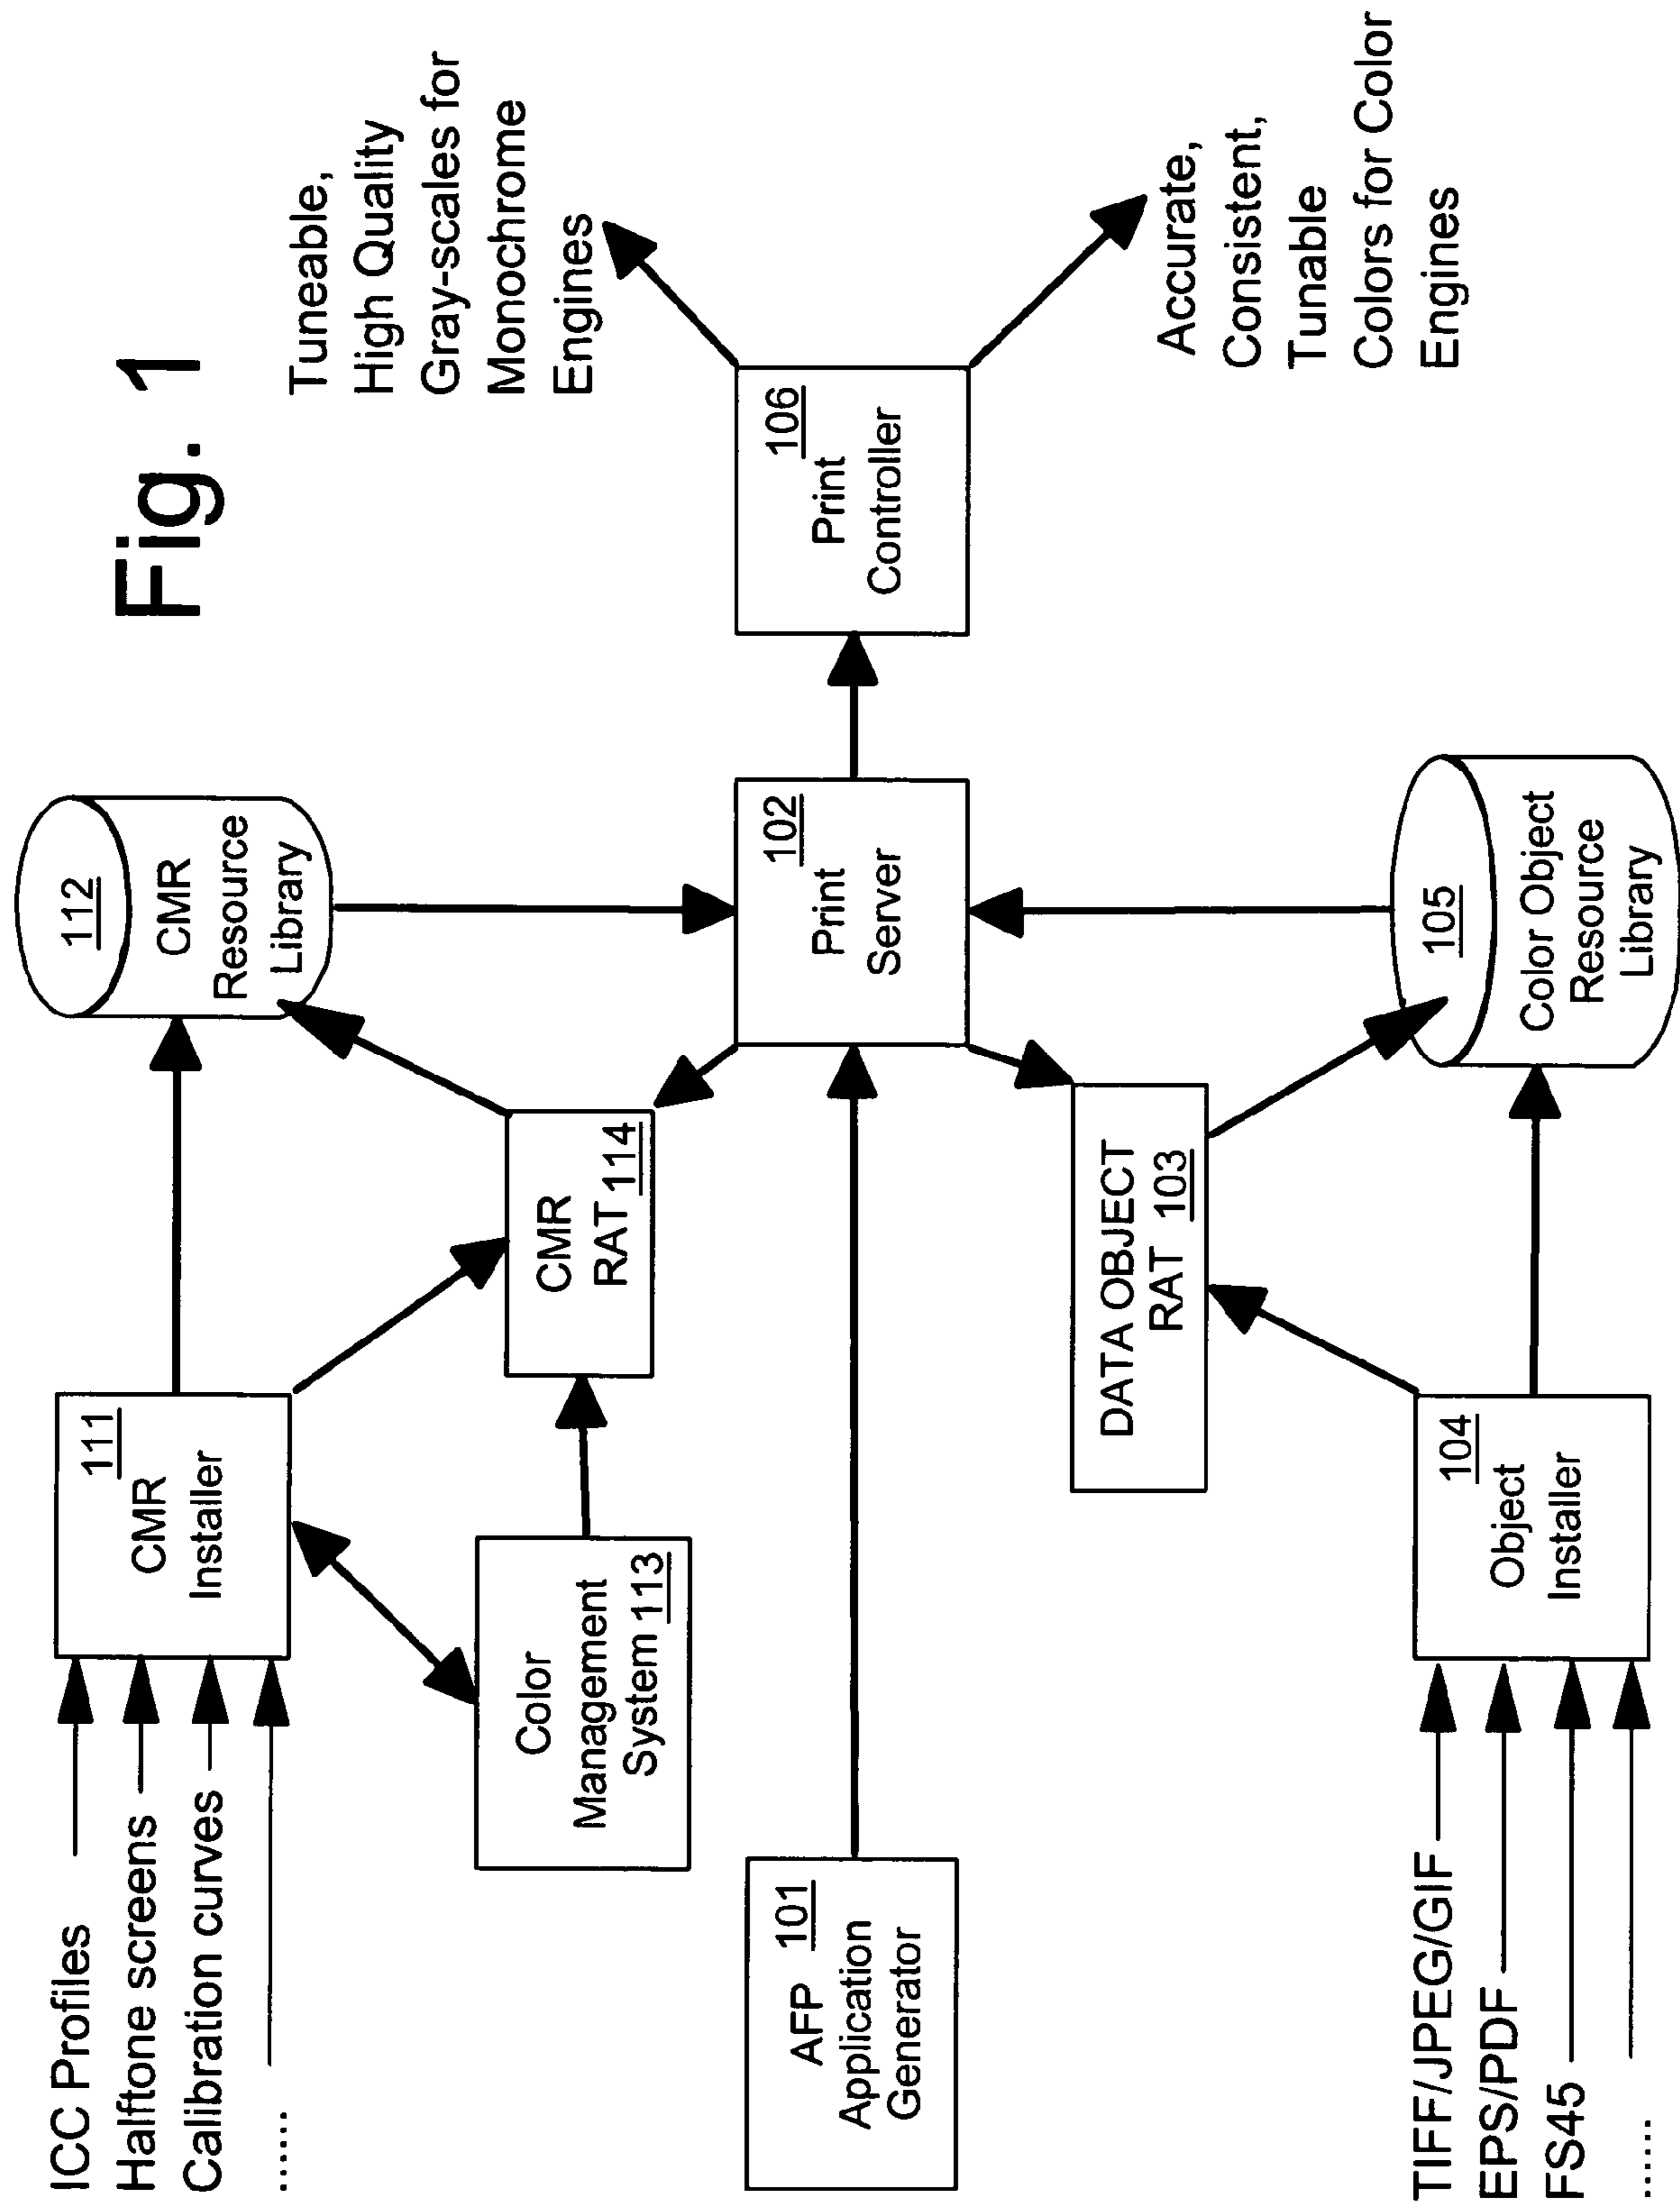 Fig. 1
ICC Profiles
Halftone screens
Calibration curves
......
111
CMR
Installer
112
CMR
Resource
Library
Color
Management
System 113
CMR
RAT 114
Tuneable,
High Quality
Gray-scales for
Monochrome
Engines
AFP 101
Application
Generator
102
Print
Server
106
Print
Controller
DATA OBJECT
RAT 103
Accurate,
Consistent,
Tunable
Colors for Color
Engines
TIFF/JPEG/GIF
EPS/PDF
FS45
......
104
Object
Installer
105
Color Object
Resource
Library